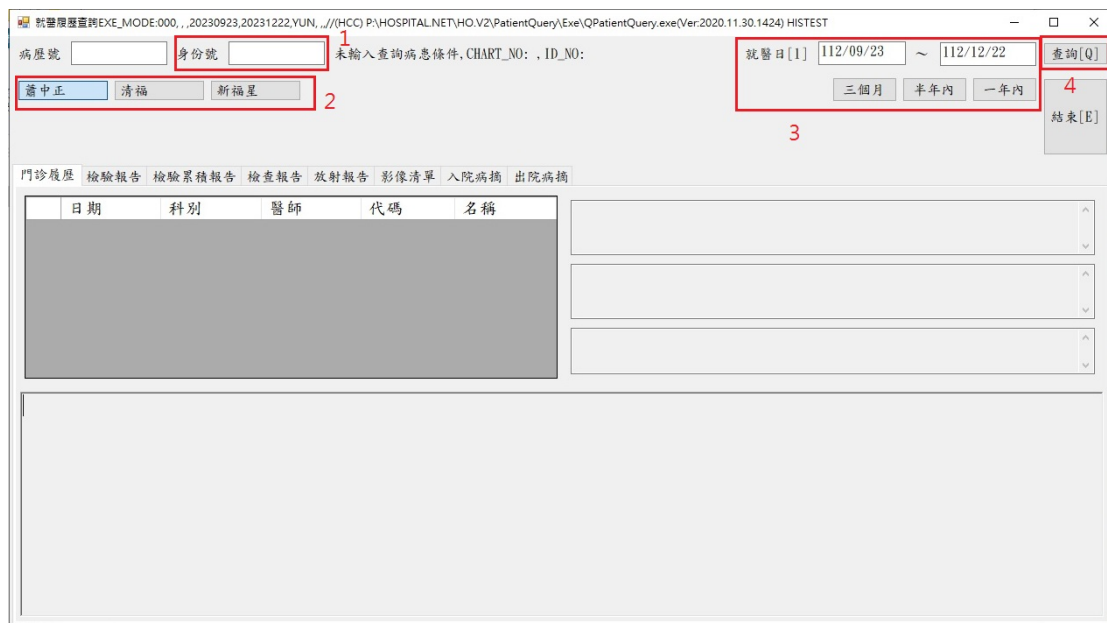 就醫履歷查詢EXE_MODE:000, , ,20230923,20231222,YUN, ,,//(HCC) P:\HOSPITAL.NET\HO.V2\PatientQuery\Exe\QPatientQuery.exe(Ver:2020.11.30.1424) HISTEST
病歷號 身份號 1 未輸入查詢病患條件,CHART_NO: ,ID_NO: 就醫日[1] 112/09/23 ~ 112/12/22 查詢[Q]
蕭中正 清福 新福星 2 三個月 半年內 一年內 4
3 結束[E]
門診履歷 檢驗報告 檢驗累積報告 檢查報告 放射報告 影像清單 入院病摘 出院病摘
日期 科別 醫師 代碼 名稱